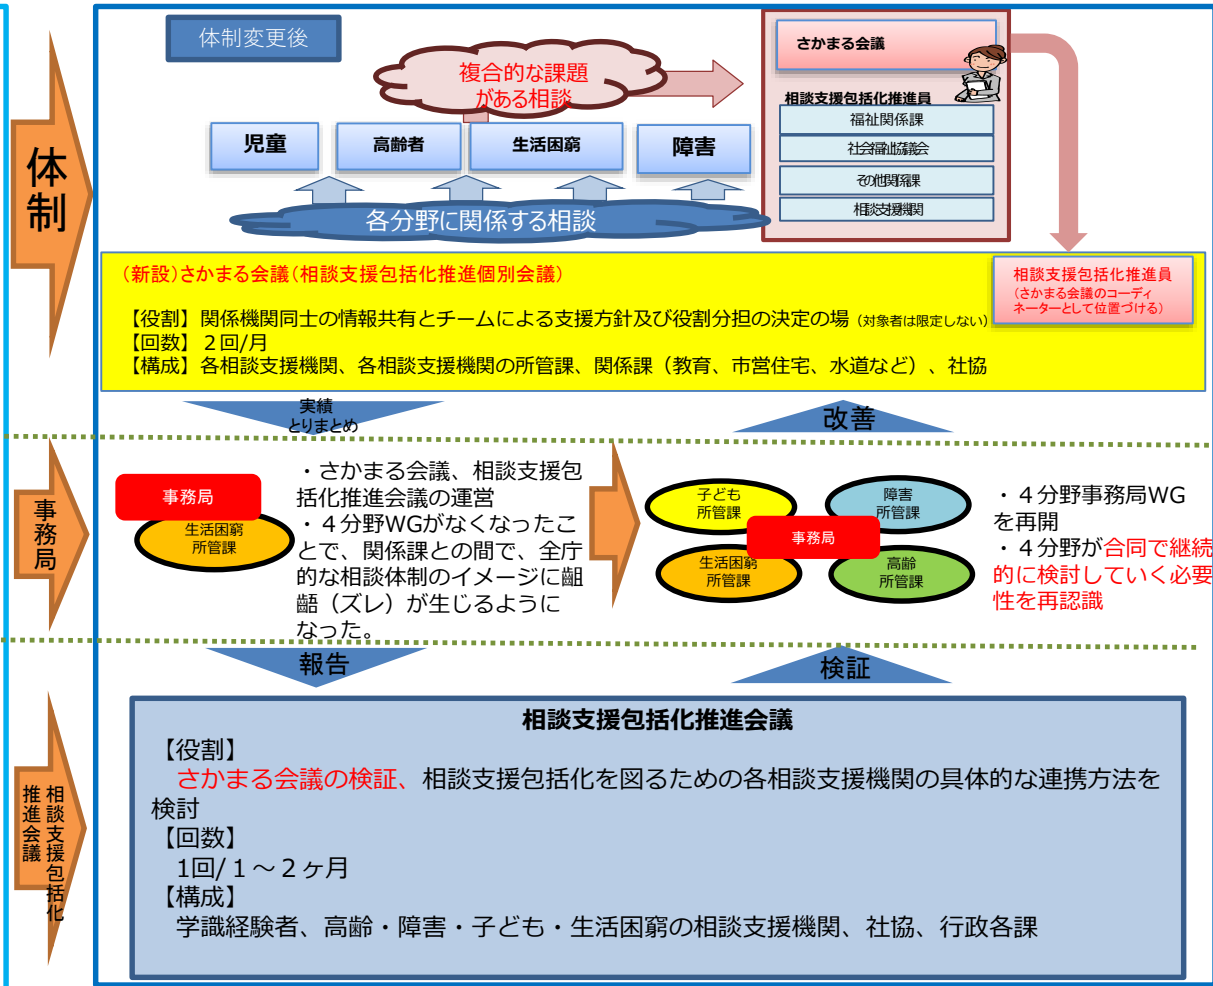 体制変更後
体制
複合的な課題
がある相談
さかまる会議
相談支援包括化推進員
福祉関係課
社会福祉協議会
その他関係課
相談支援機関
児童
高齢者
生活困窮
障害
各分野に関係する相談
（新設）さかまる会議（相談支援包括化推進個別会議）
相談支援包括化推進員
（さかまる会議のコーディ
ネーターとして位置づける）
【役割】関係機関同士の情報共有とチームによる支援方針及び役割分担の決定の場（対象者は限定しない）
【回数】２回/月
【構成】各相談支援機関、各相談支援機関の所管課、関係課（教育、市営住宅、水道など）、社協
実績
とりまとめ
改善
事務局
事務局
生活困窮
所管課
・さかまる会議、相談支援包
括化推進会議の運営
・４分野WGがなくなったこ
とで、関係課との間で、全庁
的な相談体制のイメージに齟
齬（ズレ）が生じるように
なった。
子ども
所管課
障害
所管課
事務局
生活困窮
所管課
高齢
所管課
・４分野事務局WG
を再開
・４分野が合同で継続
的に検討していく必要
性を再認識
報告
検証
相談支援包括化
推進会議
相談支援包括化推進会議
【役割】
さかまる会議の検証、相談支援包括化を図るための各相談支援機関の具体的な連携方法を
検討
【回数】
1回/１～２ヶ月
【構成】
学識経験者、高齢・障害・子ども・生活困窮の相談支援機関、社協、行政各課